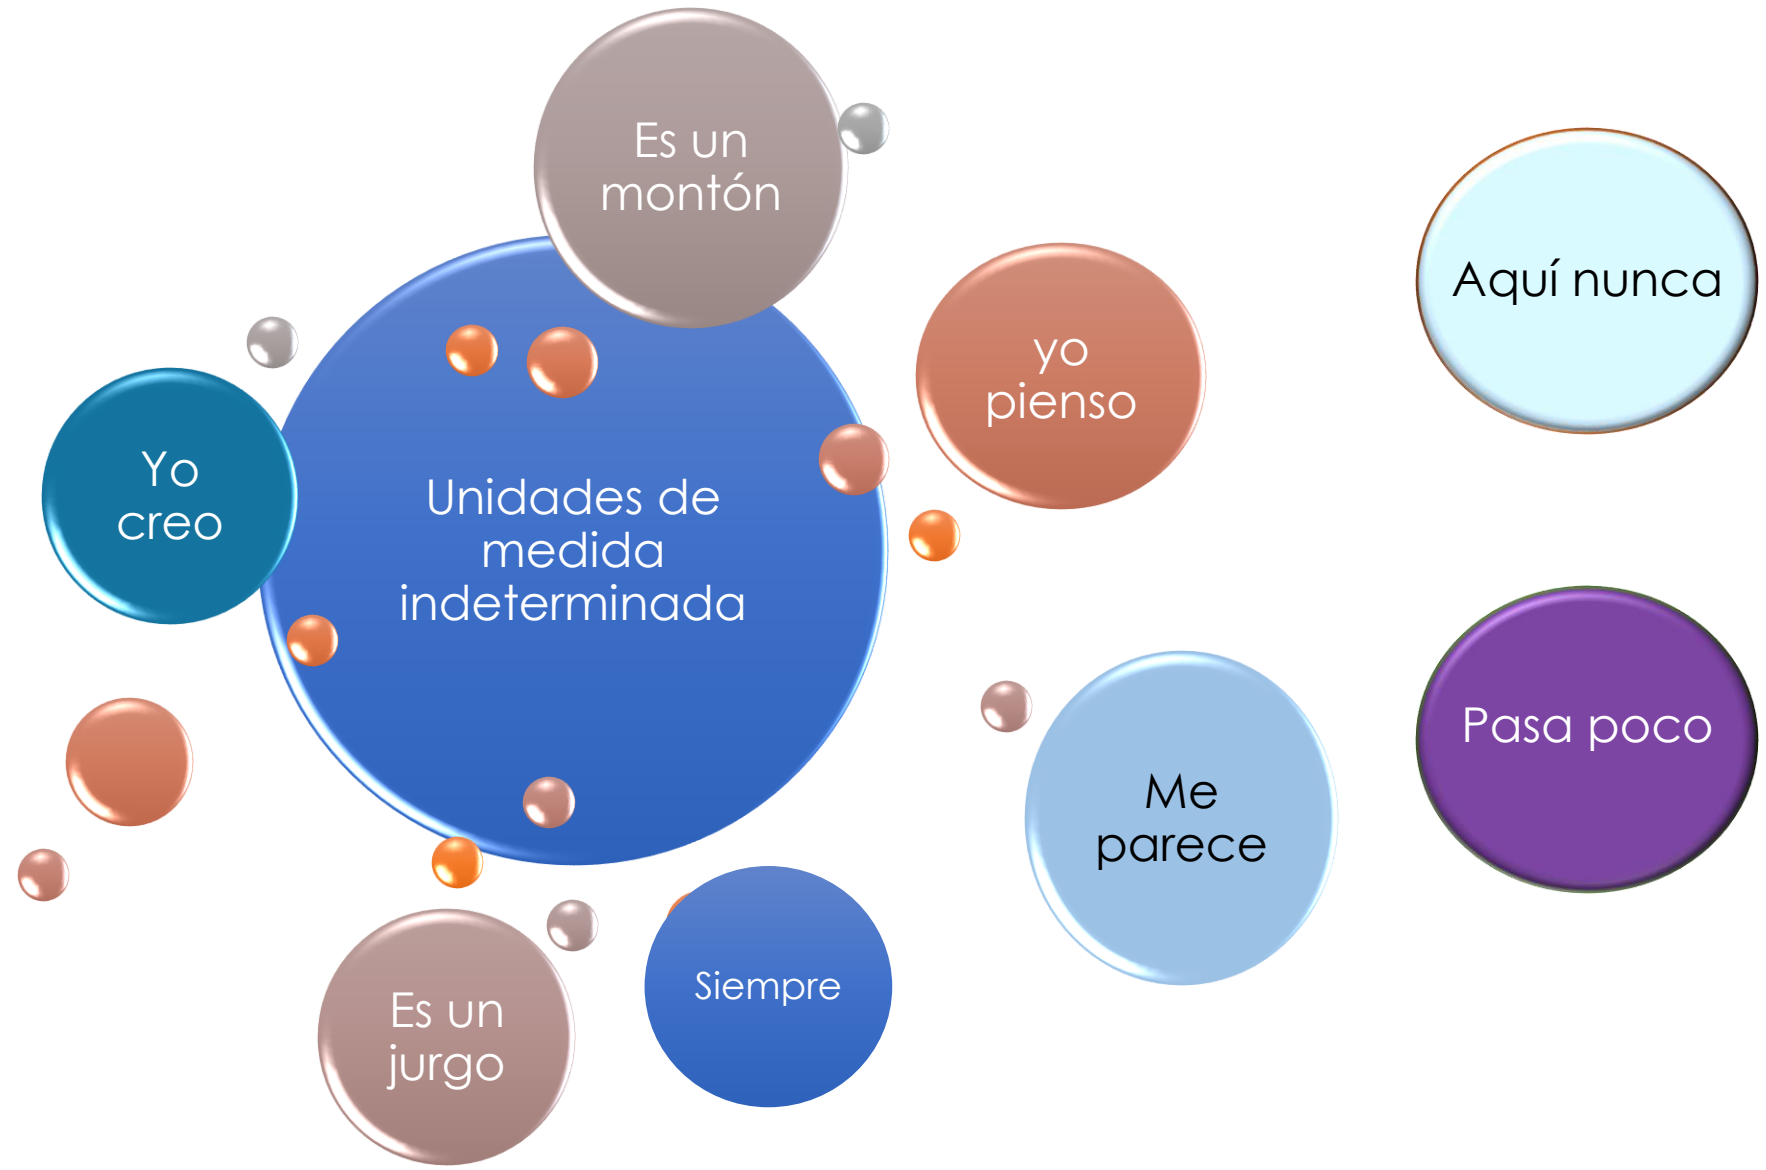 Es un
montón
Aquí nunca
yo
pienso
Yo
creo
Unidades de
medida
indeterminada
Pasa poco
Me
parece
Siempre
Es un
jurgo